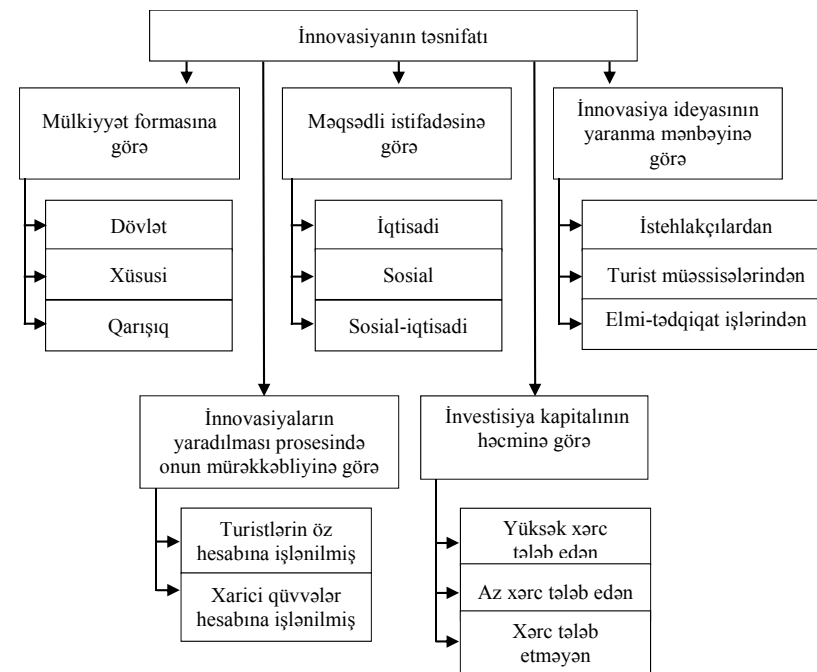 İnnovasiyanın təsnifatı
Mülkiyyət formasına
görə
Dövlət
Xüsusi
Qarışıq
Məqsədli istifadəsinə
görə
İqtisadi
Sosial
Sosial-iqtisadi
İnnovasiya ideyasının
yaranma mənbəyinə
görə
İstehlakçılardan
Turist müəssisələrindən
Elmi-tədqiqat işlərindən
İnnovasiyaların
yaradılması prosesində
onun mürəkkəbliyinə görə
Turistlərin öz
hesabına işlənilmiş
Xarici qüvvələr
hesabına işlənilmiş
İnvestisiya kapitalının
həcminə görə
Yüksək xərc
tələb edən
Az xərc tələb edən
Xərc tələb
etməyən